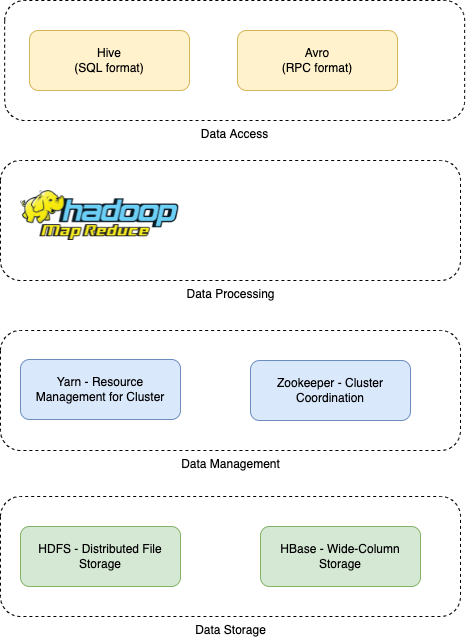 Hive
(SQL format)
Avro
(RPC format)
Data Access
hadoop
Map Reduce
Data Processing
Yarn - Resource
Management for Cluster
Zookeeper - Cluster
Coordination
Data Management
HDFS - Distributed File
Storage
HBase - Wide-Column
Storage
Data Storage